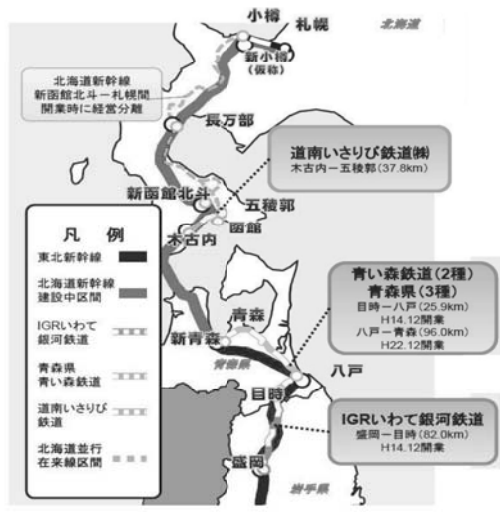 小樽
札幌
北海道
新小樽
(仮称)
北海道新幹線
新函館北斗－札幌間
開業時に経営分離
長万部
道南いさりび鉄道㈱
木古内－五稜郭(37.8km)
新函館北斗
五稜郭
函館
木古内
凡 例
東北新幹線
北海道新幹線
建設中区間
IGRいわて
銀河鉄道
青森県
青い森鉄道
道南いさりび
鉄道
北海道並行
在来線区間
青い森鉄道(2種)
青森県(3種)
目時－八戸(25.9km)
H14.12開業
八戸－青森(96.0km)
H22.12開業
青森
新青森
青森県
八戸
目時
IGRいわて銀河鉄道
盛岡－目時(82.0km)
H14.12開業
盛岡
岩手県